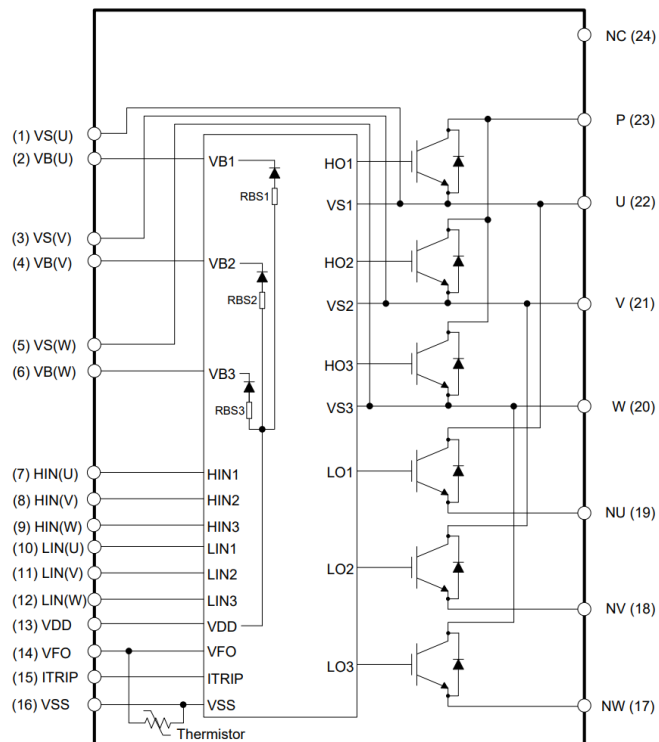 NC (24)
(1) VS(U)
P (23)
(2) VB(U)
VB1
HO1
RBS1
VS1
U (22)
(3) VS(V)
(4) VB(V)
VB2
HO2
RBS2
VS2
V (21)
(5) VS(W)
(6) VB(W)
VB3
HO3
RBS3
VS3
W (20)
(7) HIN(U)
HIN1
LO1
(8) HIN(V)
HIN2
NU (19)
(9) HIN(W)
HIN3
(10) LIN(U)
LIN1
(11) LIN(V)
LIN2
LO2
(12) LIN(W)
LIN3
NV (18)
(13) VDD
VDD
(14) VFO
VFO
LO3
(15) ITRIP
ITRIP
(16) VSS
VSS
NW (17)
Thermistor